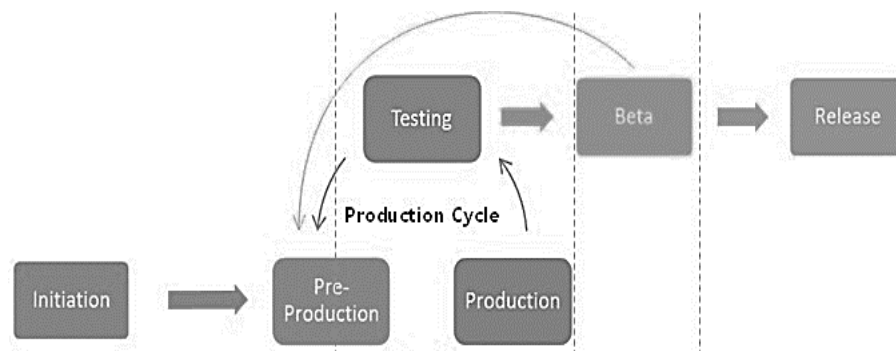 Testing
Beta
Release
Production Cycle
Initiation
Pre-
Production
Production